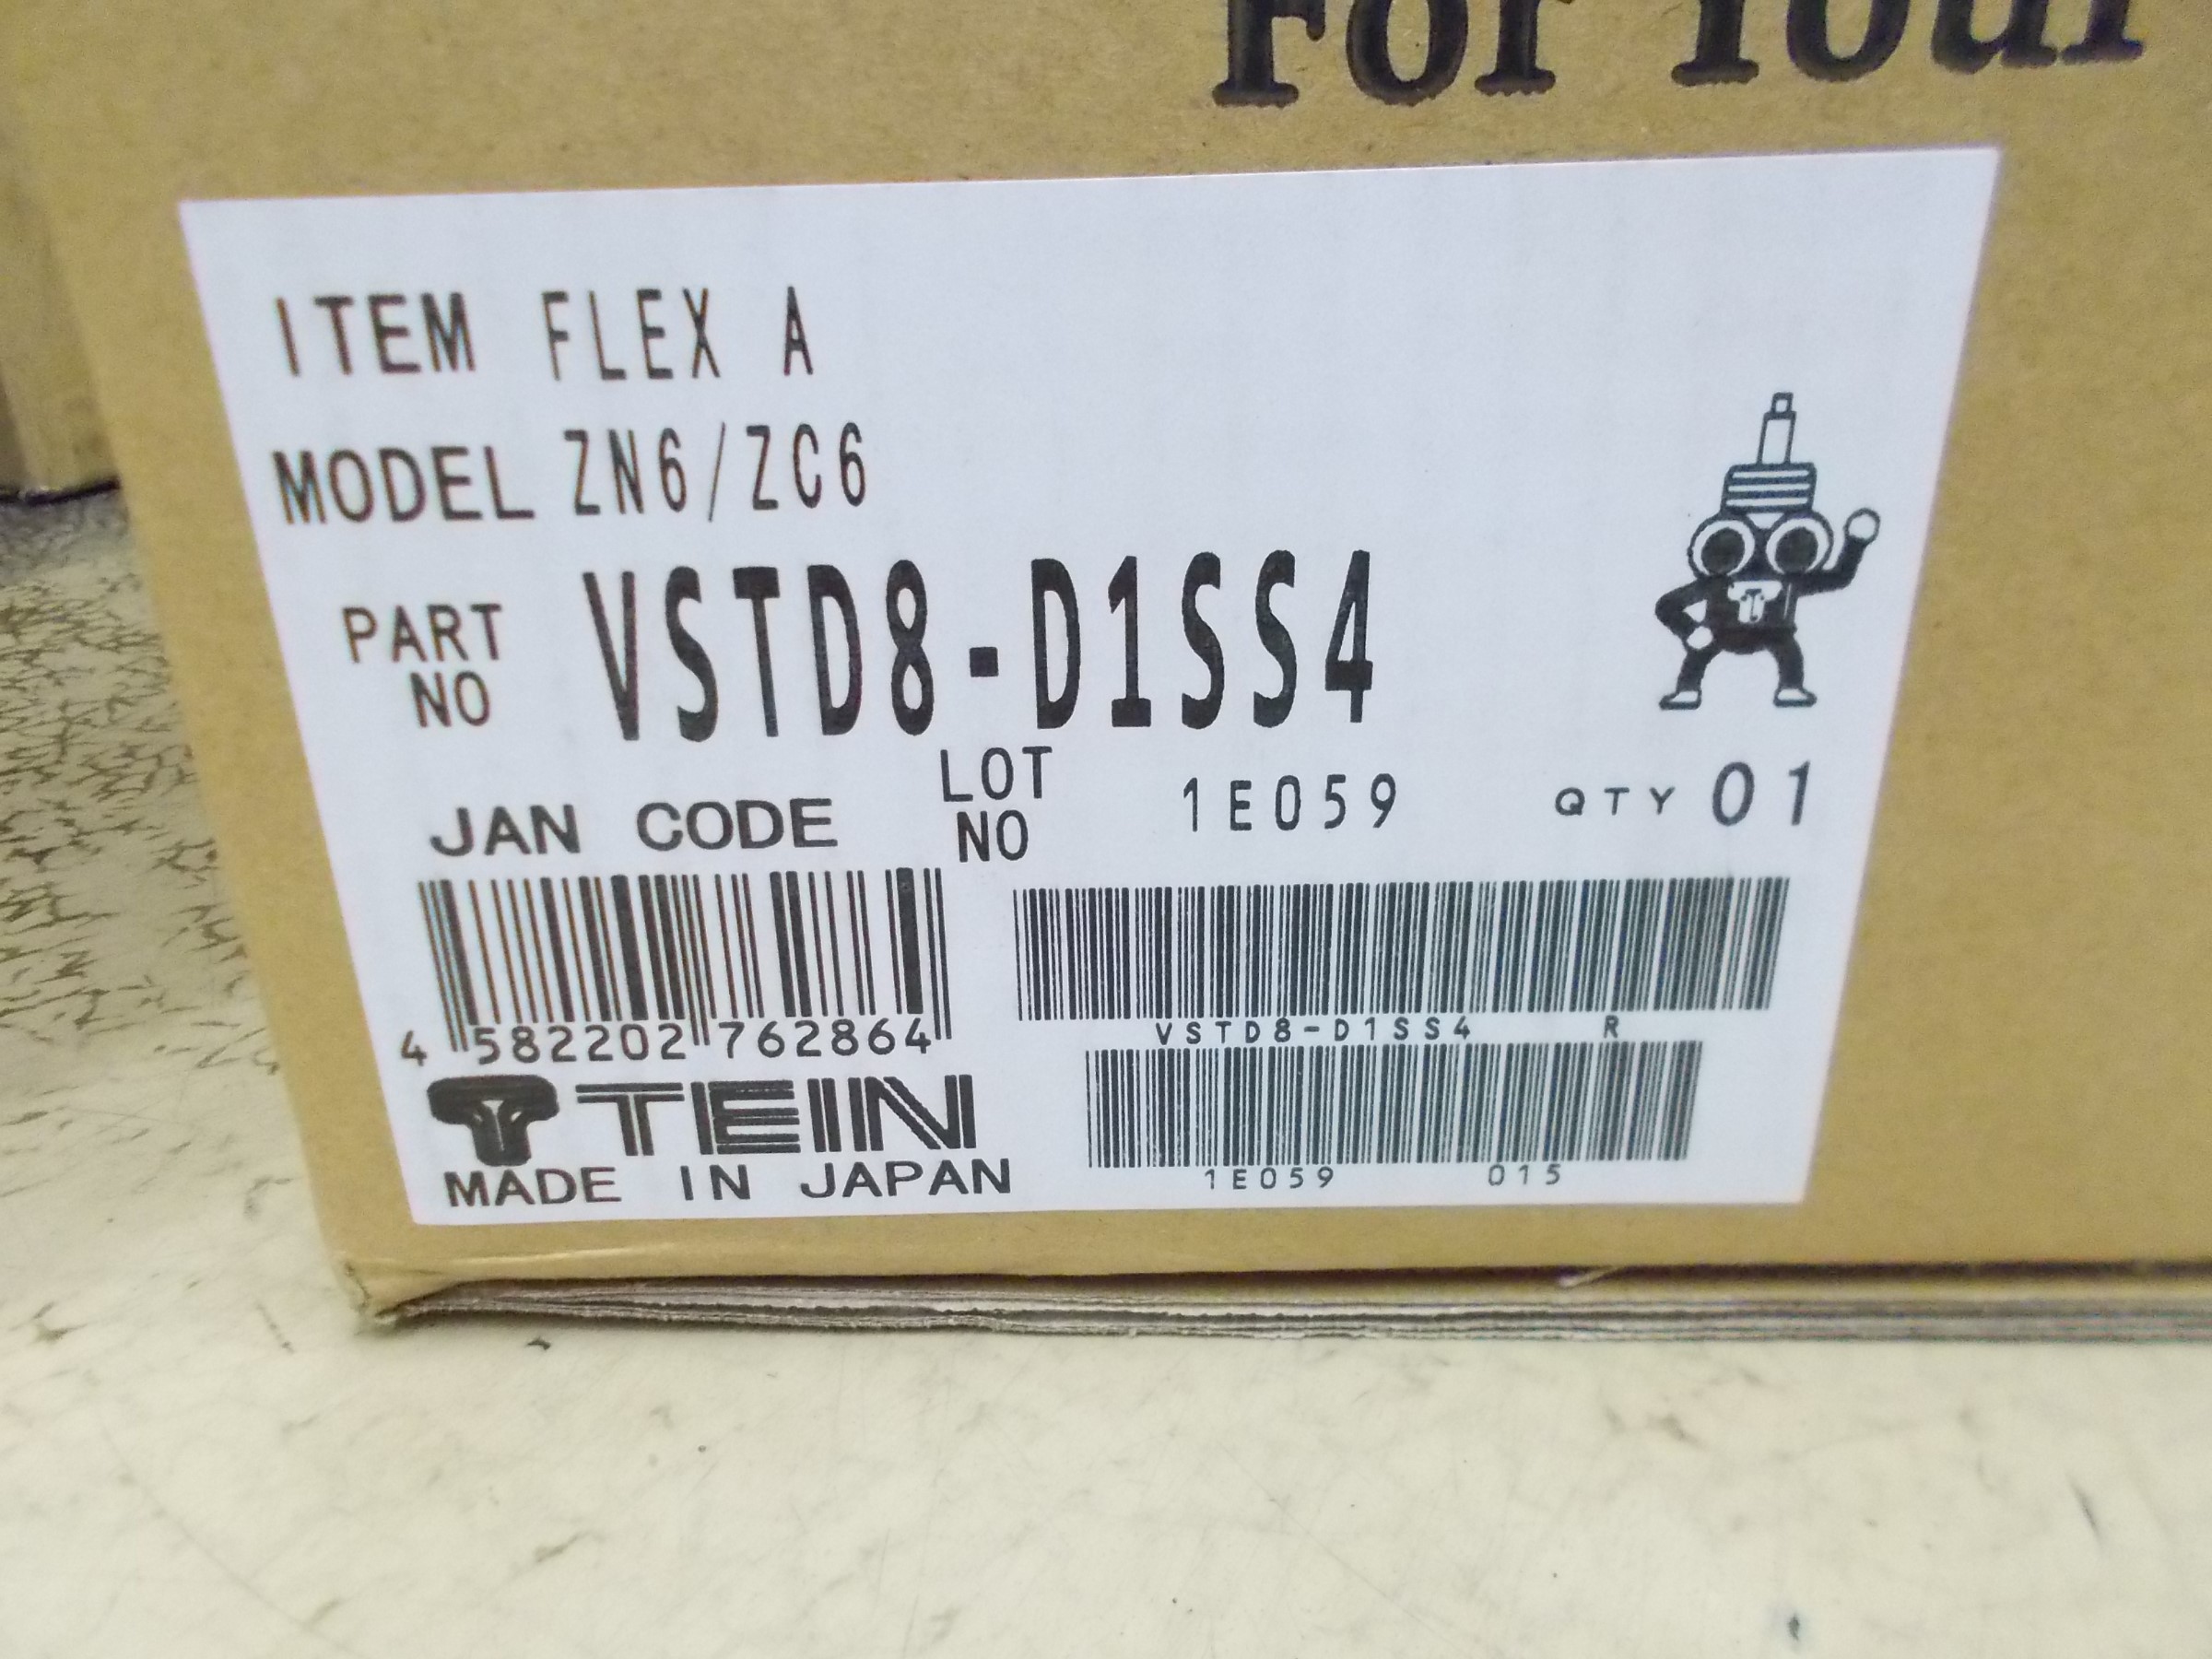 For Your
ITEM FLEX A
MODEL ZN6/ZC6
PART NO VSTD8-D1SS4
JAN CODE
LOT NO 1E059
QTY 01
4 582202 762864
VSTD8-D1SS4 R
1E059 015
TEIN
MADE IN JAPAN